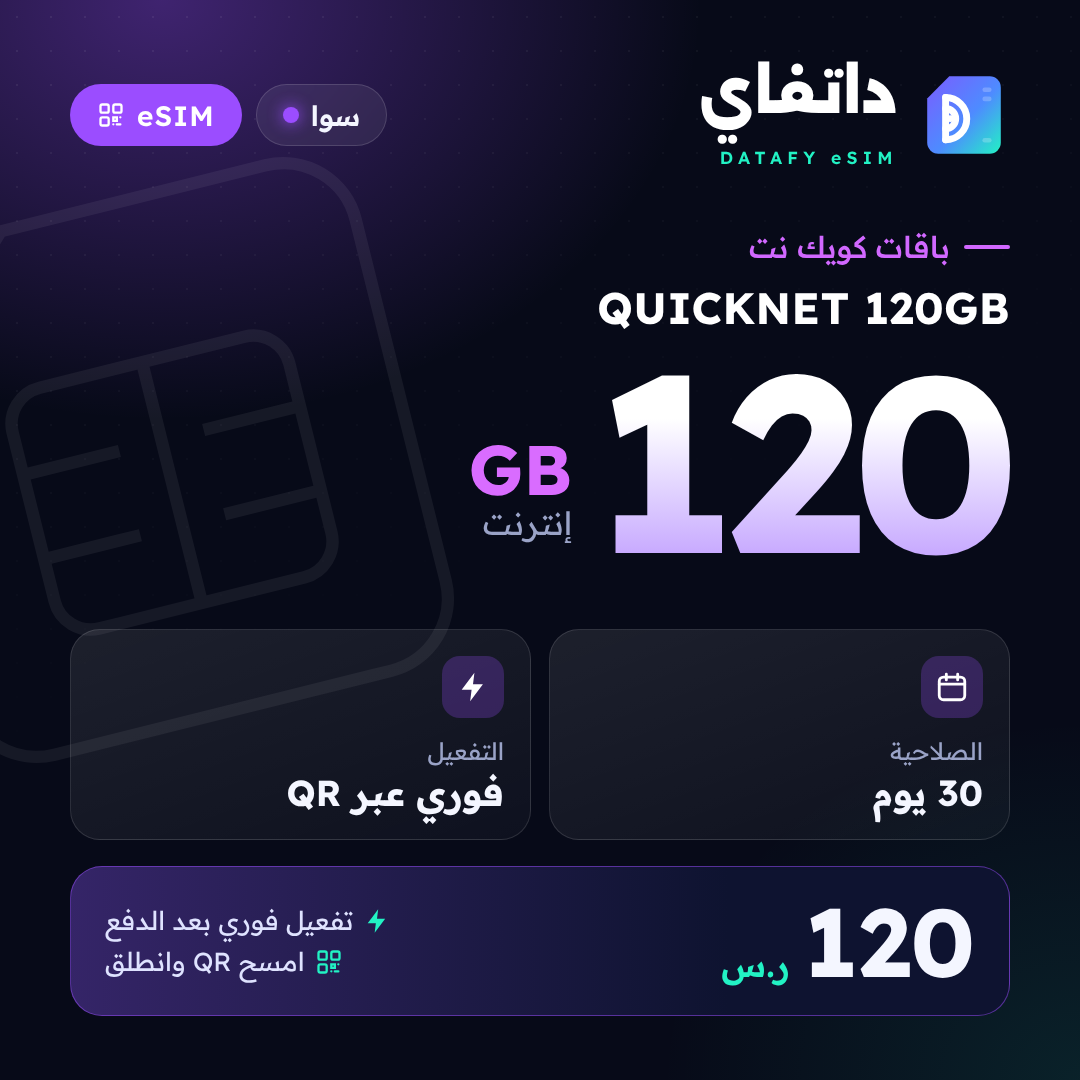 داتفاي
DATAFY eSIM
سوا
eSIM
باقات كويك نت
QUICKNET 120GB
120
GB
إنترنت
الصلاحية
30 يوم
التفعيل
فوري عبر QR
120 ر.س
تفعيل فوري بعد الدفع
امسح QR وانطلق